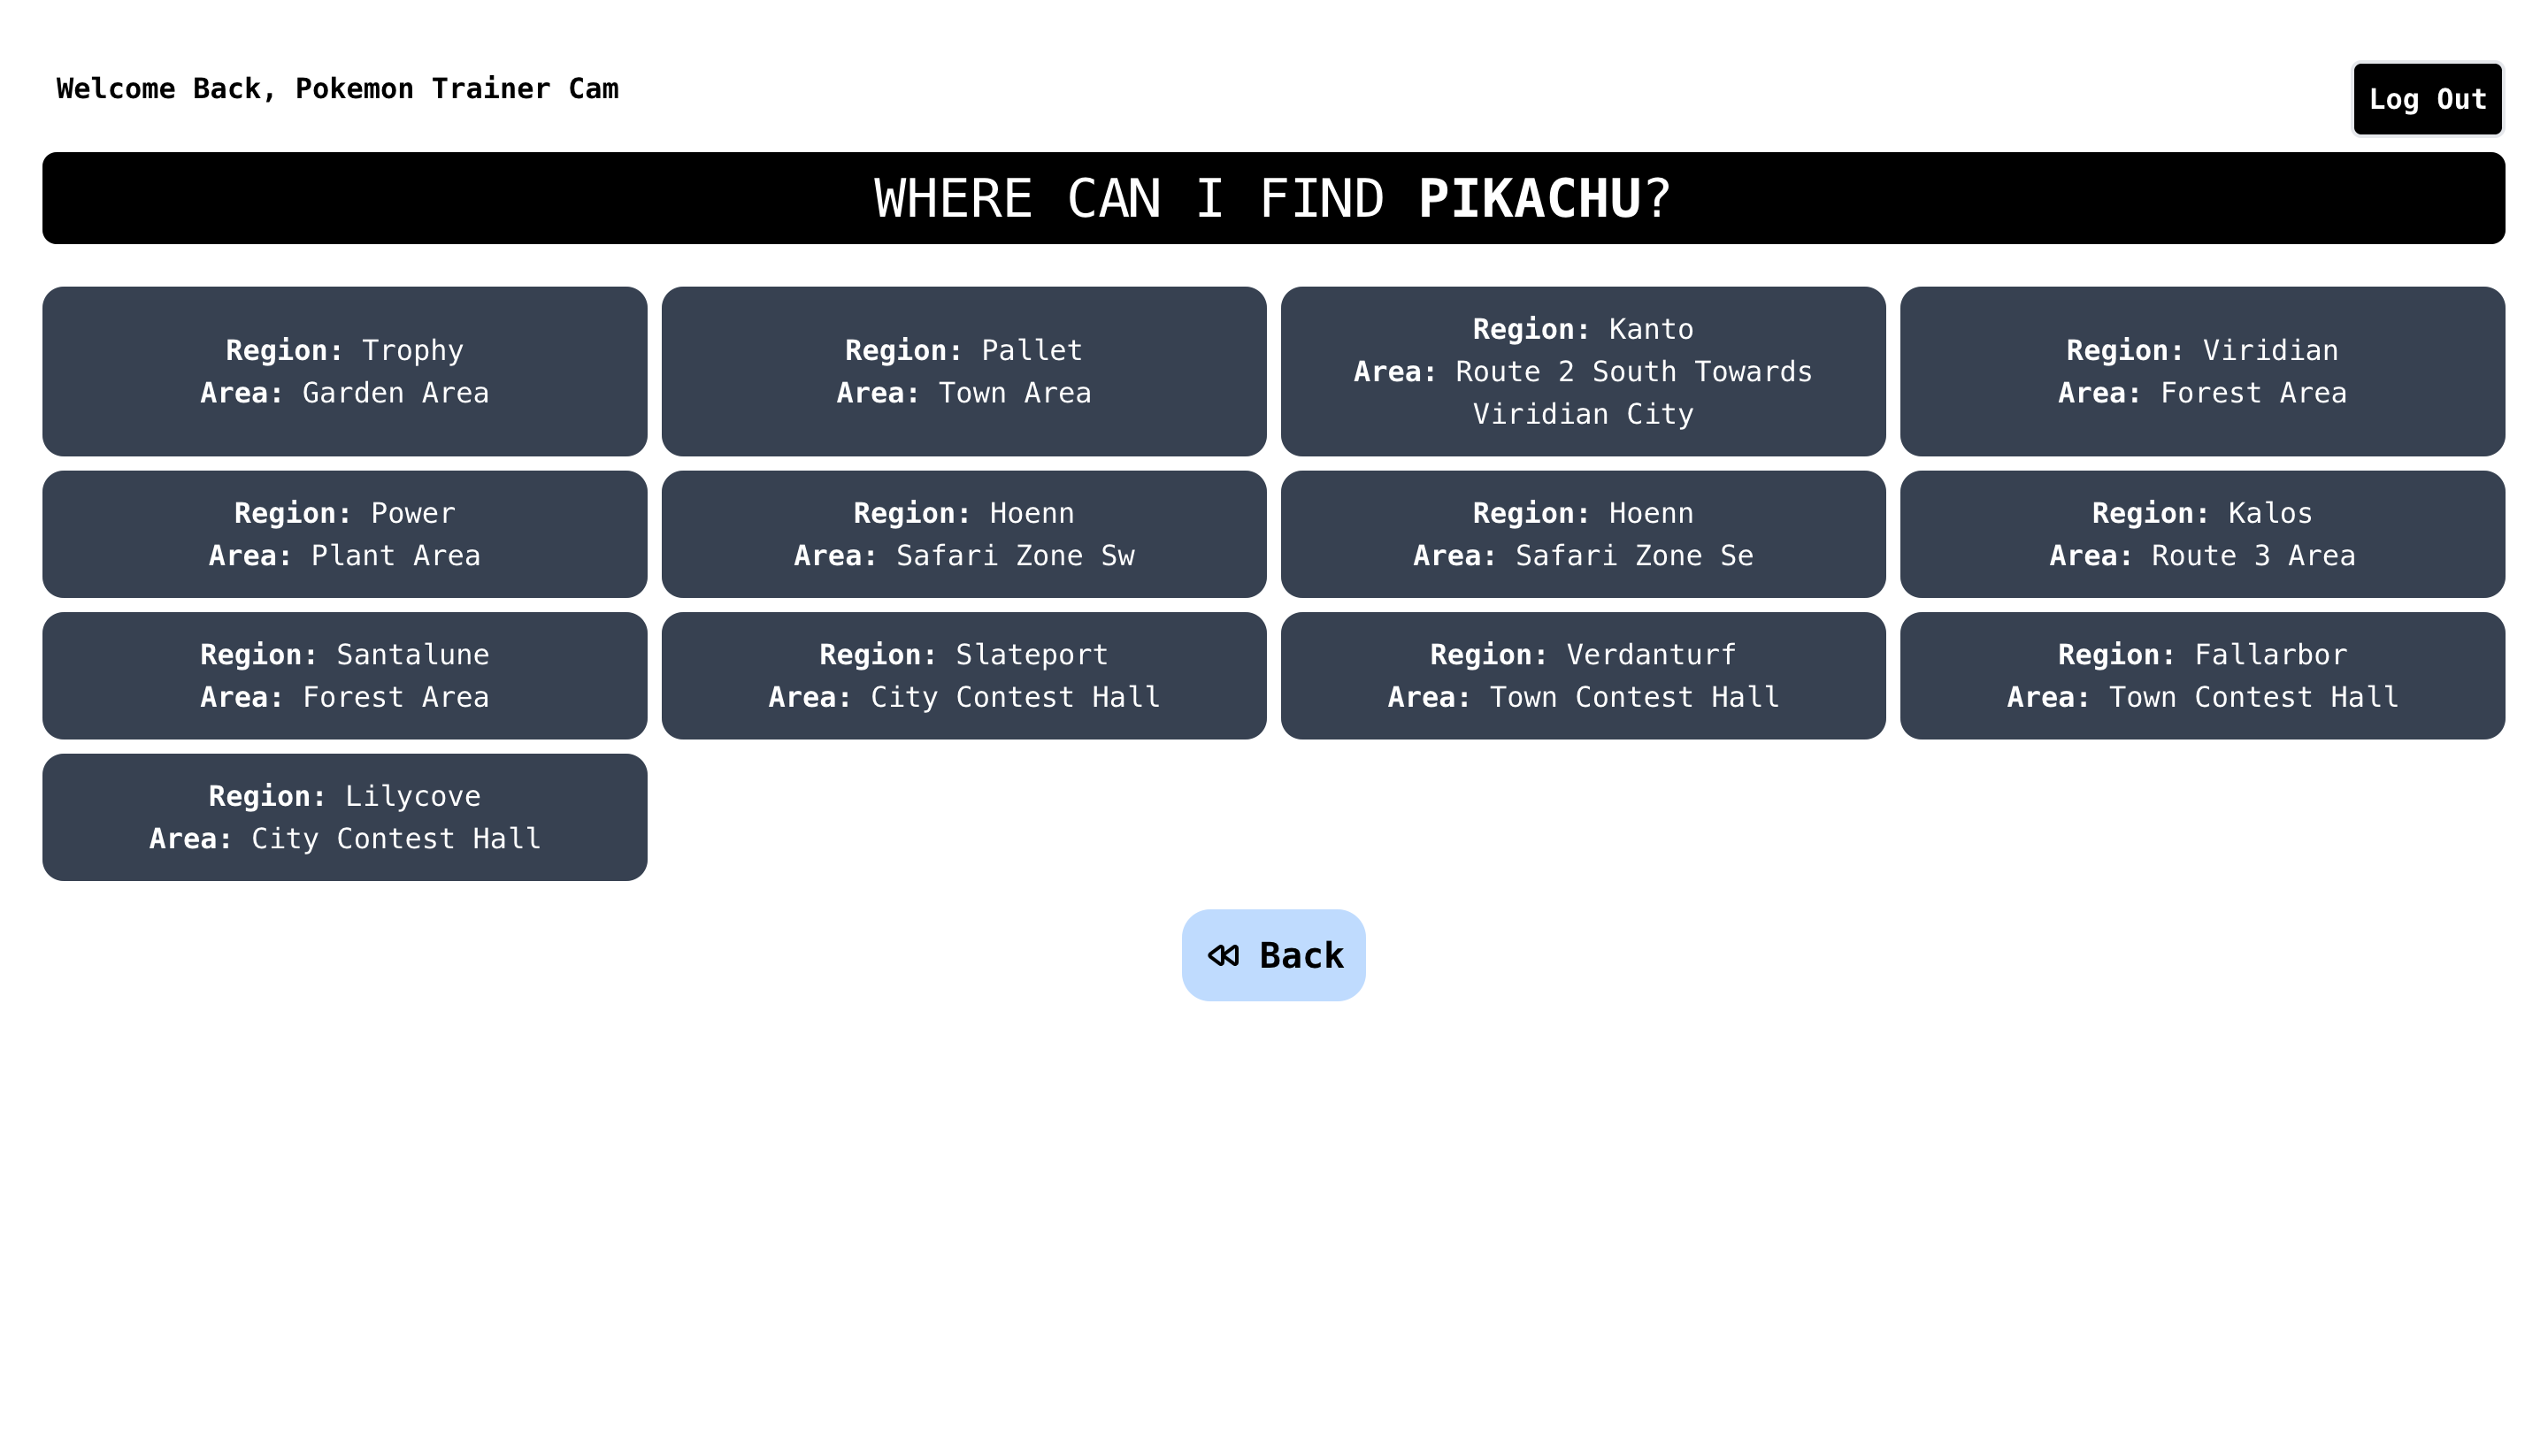 Welcome Back, Pokemon Trainer Cam
Log Out
WHERE CAN I FIND PIKACHU?
Region: Trophy
Area: Garden Area
Region: Pallet
Area: Town Area
Region: Kanto
Area: Route 2 South Towards
Viridian City
Region: Viridian
Area: Forest Area
Region: Power
Area: Plant Area
Region: Hoenn
Area: Safari Zone Sw
Region: Hoenn
Area: Safari Zone Se
Region: Kalos
Area: Route 3 Area
Region: Santalune
Area: Forest Area
Region: Slateport
Area: City Contest Hall
Region: Verdanturf
Area: Town Contest Hall
Region: Fallarbor
Area: Town Contest Hall
Region: Lilycove
Area: City Contest Hall
Back